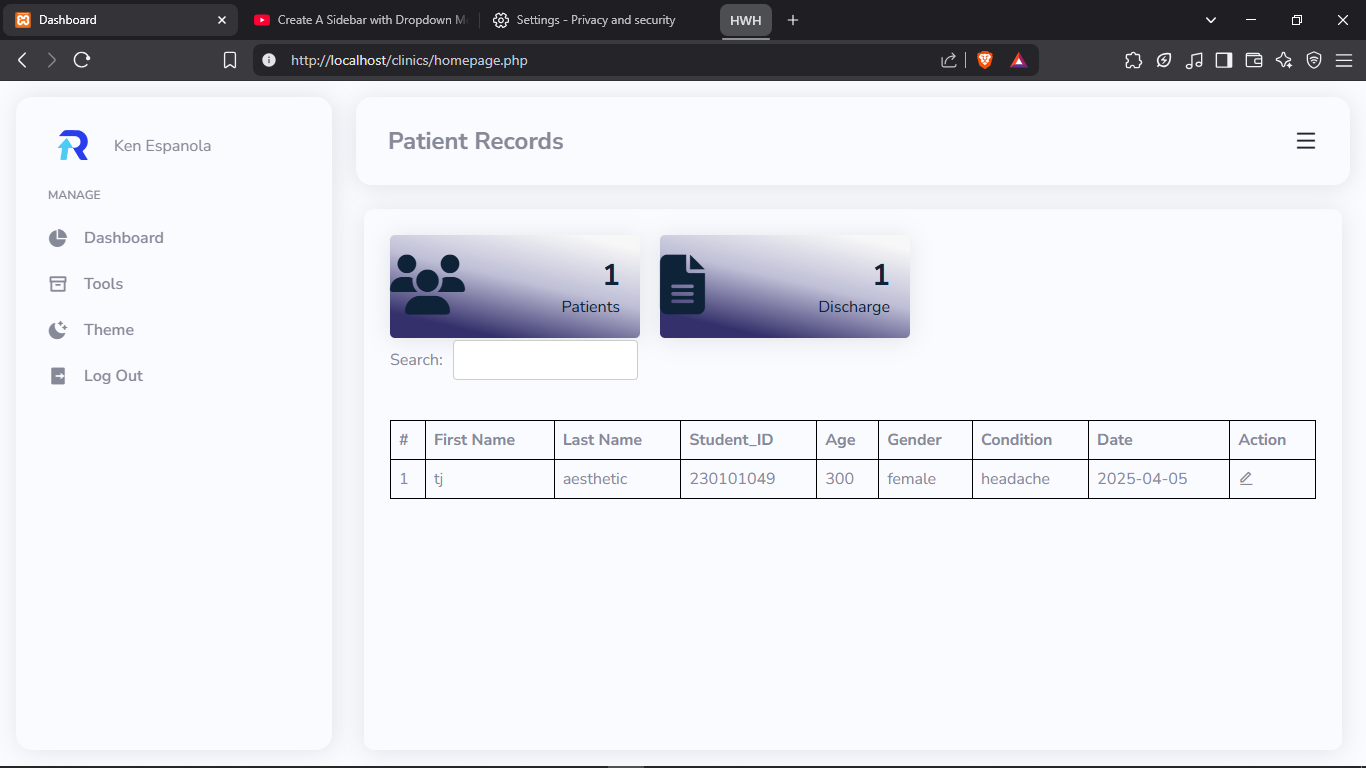 Dashboard
Create A Sidebar with Dropdown M
Settings - Privacy and security
HWH
http://localhost/clinics/homepage.php
Ken Espanola
MANAGE
Dashboard
Tools
Theme
Log Out
Patient Records
1
Patients
1
Discharge
Search:
# First Name Last Name Student_ID Age Gender Condition Date Action
1 tj aesthetic 230101049 300 female headache 2025-04-05